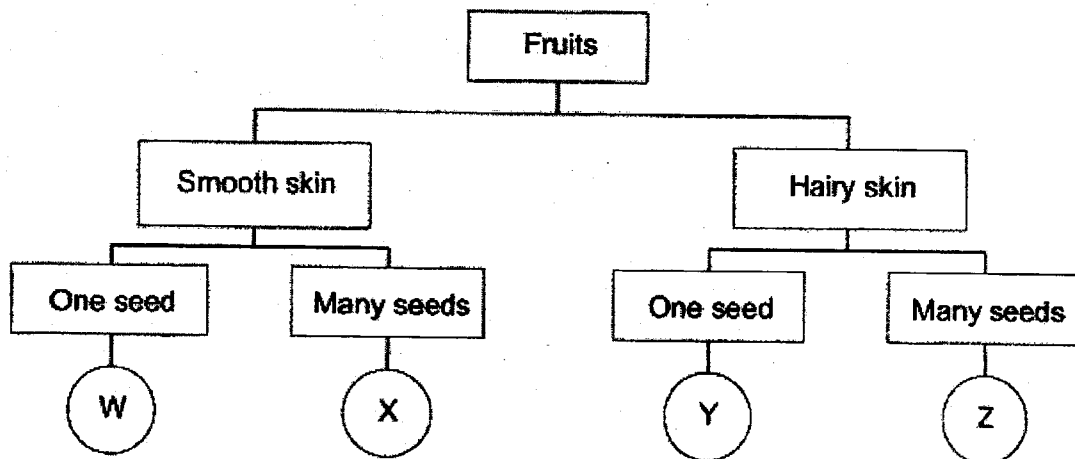 Fruits
Smooth skin
Hairy skin
One seed
Many seeds
One seed
Many seeds
W
X
Y
Z